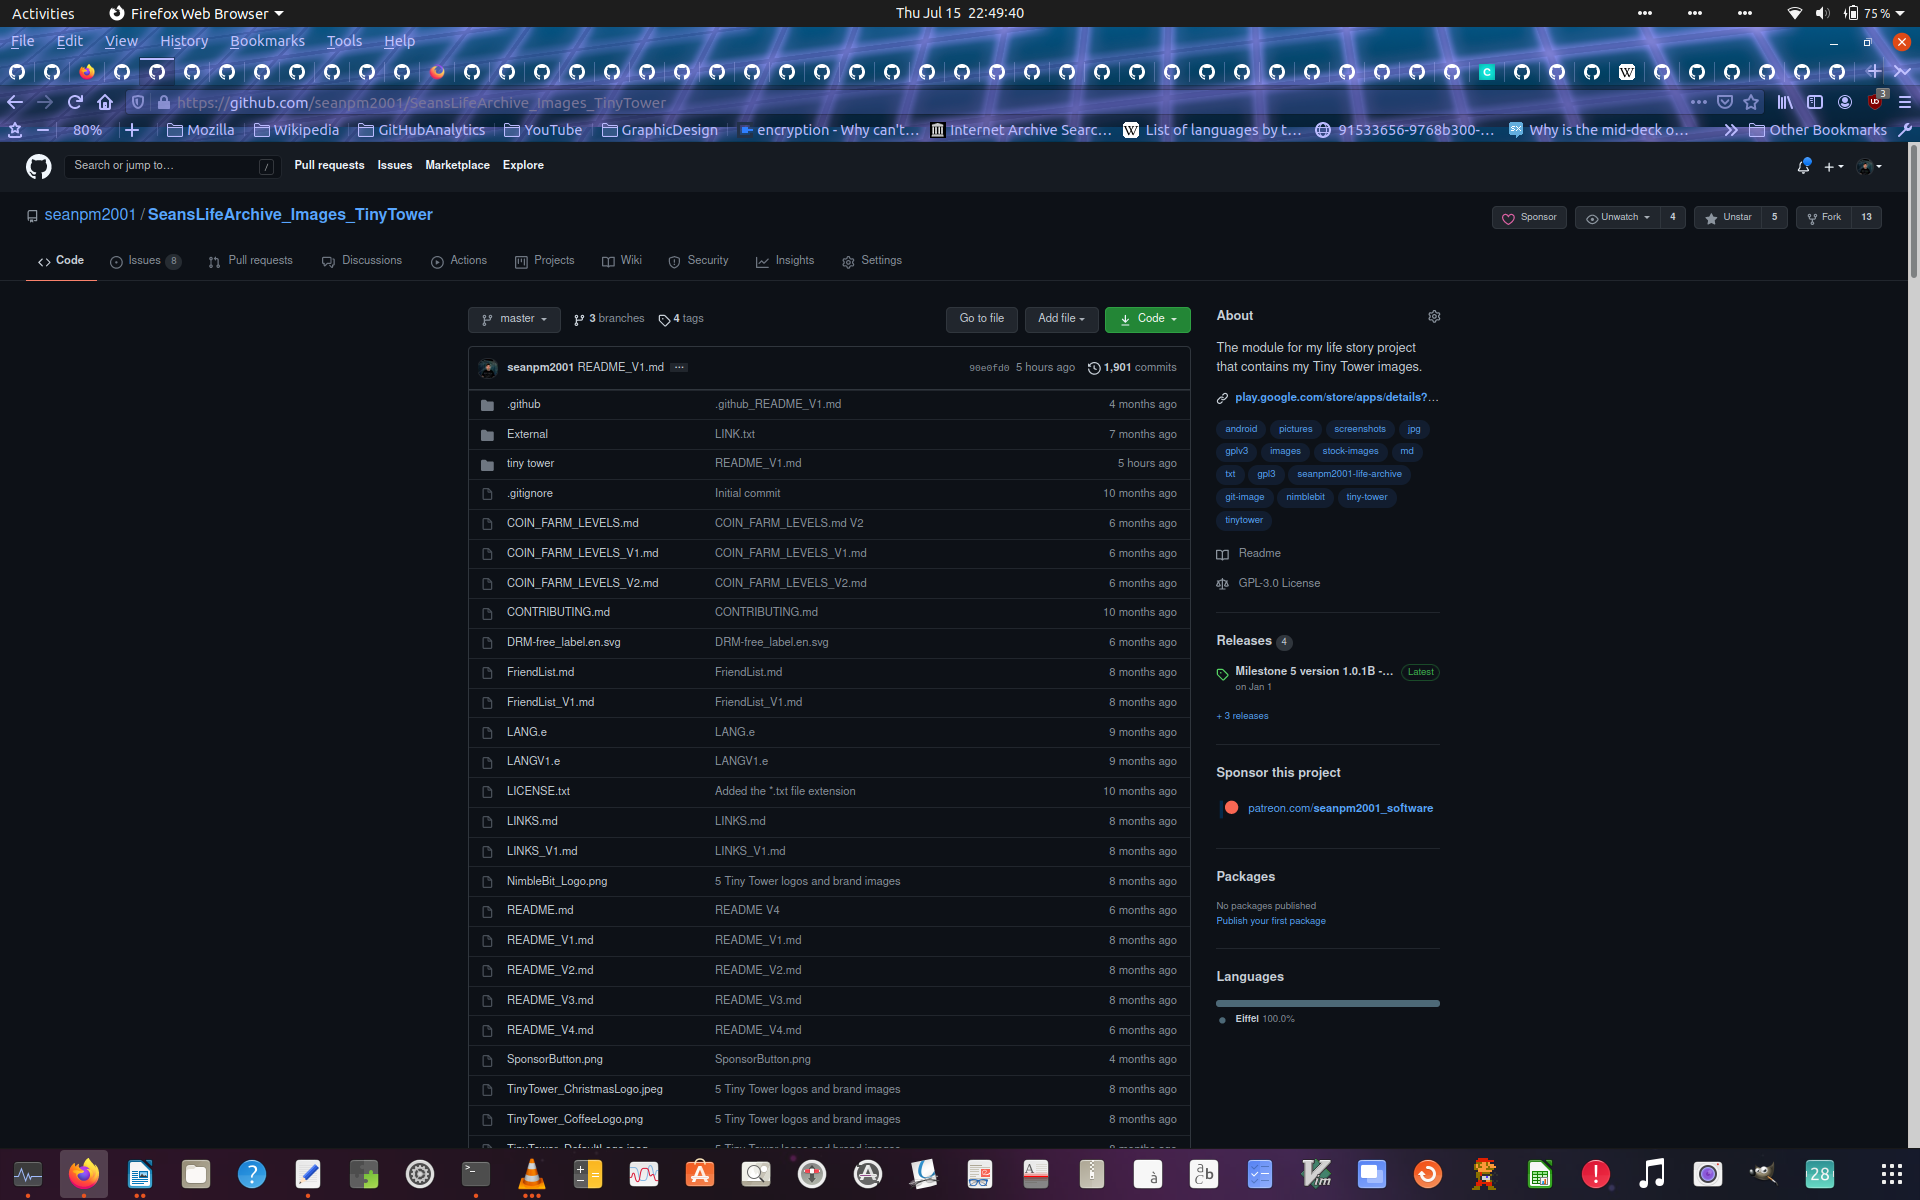 Activities Firefox Web Browser Thu Jul 15 22:49:40 75 %
File Edit View History Bookmarks Tools Help
https://github.com/seanpm2001/SeansLifeArchive_Images_TinyTower 3
80% Mozilla Wikipedia GitHubAnalytics YouTube GraphicDesign encryption - Why can't… Internet Archive Searc… List of languages by t… 91533656-9768b300-… Why is the mid-deck o… Other Bookmarks
Search or jump to… / Pull requests Issues Marketplace Explore
seanpm2001 / SeansLifeArchive_Images_TinyTower Sponsor Unwatch 4 Unstar 5 Fork 13
Code Issues 8 Pull requests Discussions Actions Projects Wiki Security Insights Settings
master 3 branches 4 tags Go to file Add file Code
seanpm2001 README_V1.md ... 90e0fd0 5 hours ago 1,901 commits
.github .github_README_V1.md 4 months ago
External LINK.txt 7 months ago
tiny tower README_V1.md 5 hours ago
.gitignore Initial commit 10 months ago
COIN_FARM_LEVELS.md COIN_FARM_LEVELS.md V2 6 months ago
COIN_FARM_LEVELS_V1.md COIN_FARM_LEVELS_V1.md 6 months ago
COIN_FARM_LEVELS_V2.md COIN_FARM_LEVELS_V2.md 6 months ago
CONTRIBUTING.md CONTRIBUTING.md 10 months ago
DRM-free_label.en.svg DRM-free_label.en.svg 6 months ago
FriendList.md FriendList.md 8 months ago
FriendList_V1.md FriendList_V1.md 8 months ago
LANG.e LANG.e 9 months ago
LANGV1.e LANGV1.e 9 months ago
LICENSE.txt Added the *.txt file extension 10 months ago
LINKS.md LINKS.md 8 months ago
LINKS_V1.md LINKS_V1.md 8 months ago
NimbleBit_Logo.png 5 Tiny Tower logos and brand images 8 months ago
README.md README V4 6 months ago
README_V1.md README_V1.md 8 months ago
README_V2.md README_V2.md 8 months ago
README_V3.md README_V3.md 8 months ago
README_V4.md README_V4.md 6 months ago
SponsorButton.png SponsorButton.png 4 months ago
TinyTower_ChristmasLogo.jpeg 5 Tiny Tower logos and brand images 8 months ago
TinyTower_CoffeeLogo.png 5 Tiny Tower logos and brand images 8 months ago
About
The module for my life story project
that contains my Tiny Tower images.
play.google.com/store/apps/details?…
android pictures screenshots jpg
gplv3 images stock-images md
txt gpl3 seanpm2001-life-archive
git-image nimblebit tiny-tower
tinytower
Readme
GPL-3.0 License
Releases 4
Milestone 5 version 1.0.1B -… Latest
on Jan 1
+ 3 releases
Sponsor this project
patreon.com/seanpm2001_software
Packages
No packages published
Publish your first package
Languages
Eiffel 100.0%
28